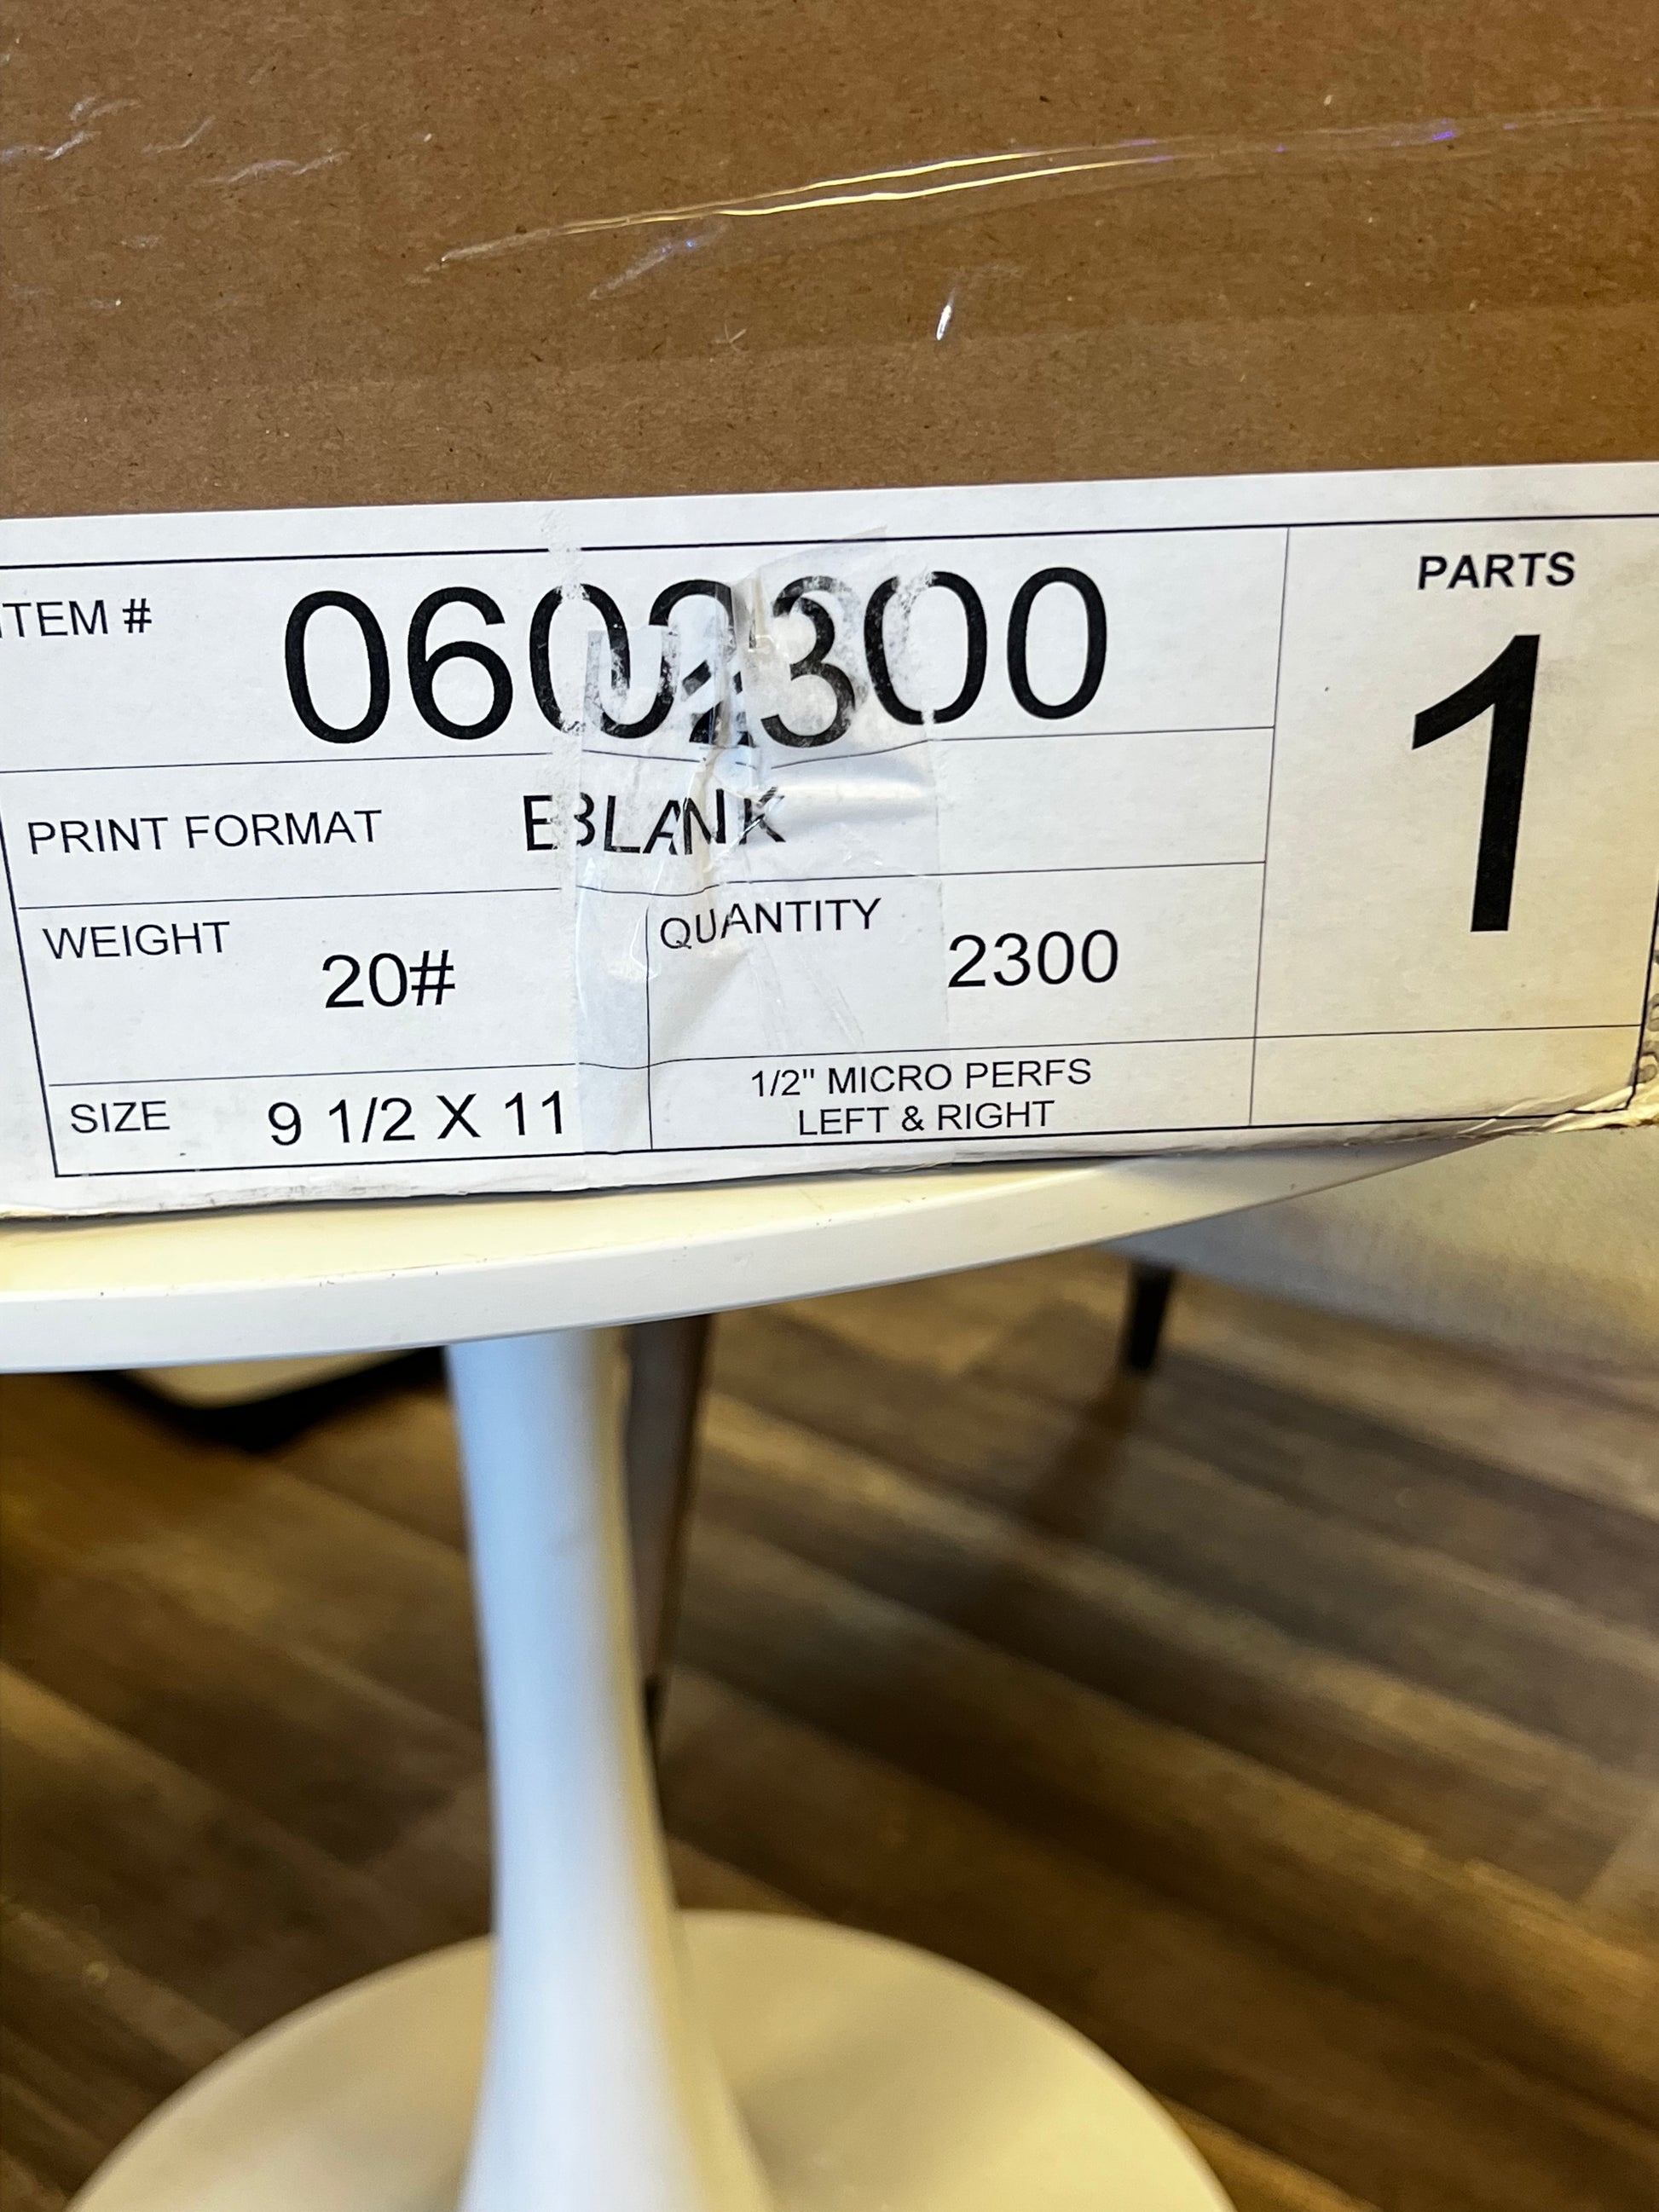 ITEM # 0602300
PARTS
1
PRINT FORMAT BLANK
WEIGHT 20#
QUANTITY 2300
SIZE 9 1/2 X 11
1/2" MICRO PERFS
LEFT & RIGHT